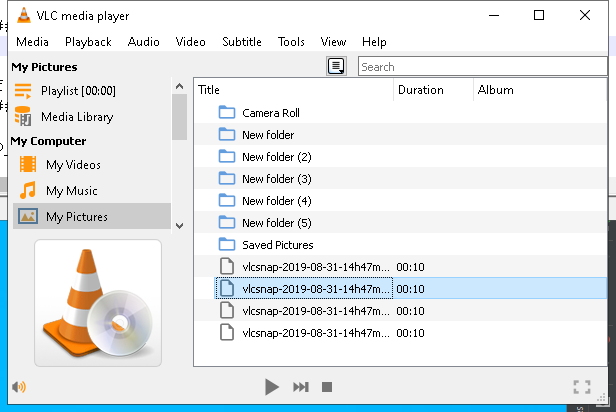 VLC media player
Media Playback Audio Video Subtitle Tools View Help
My Pictures
Playlist [00:00]
Media Library
My Computer
My Videos
My Music
My Pictures
Search
Title Duration Album
Camera Roll
New folder
New folder (2)
New folder (3)
New folder (4)
New folder (5)
Saved Pictures
vlcsnap-2019-08-31-14h47m... 00:10
vlcsnap-2019-08-31-14h47m... 00:10
vlcsnap-2019-08-31-14h47m... 00:10
vlcsnap-2019-08-31-14h47m... 00:10